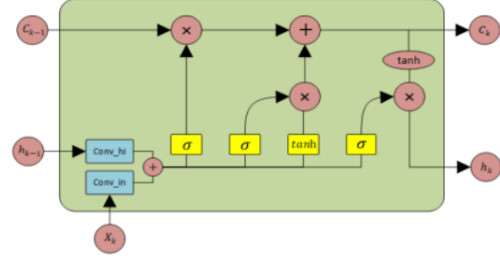 C_{k-1} × + C_k
tanh
× ×
h_{k-1} Conv_hi σ σ tanh σ
Conv_in + h_k
X_k